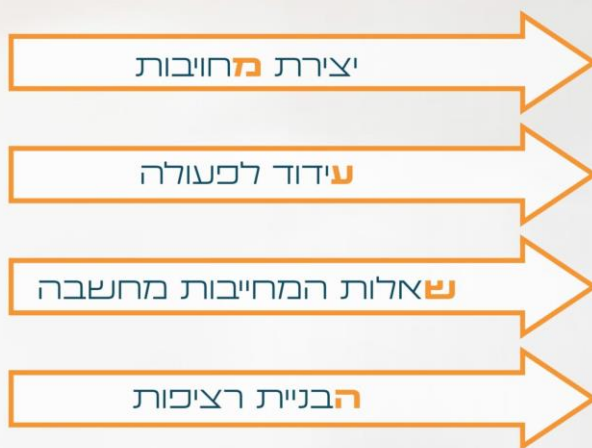 יצירת מחויבות
עידוד לפעולה
שאלות המחייבות מחשבה
הבניית רציפות